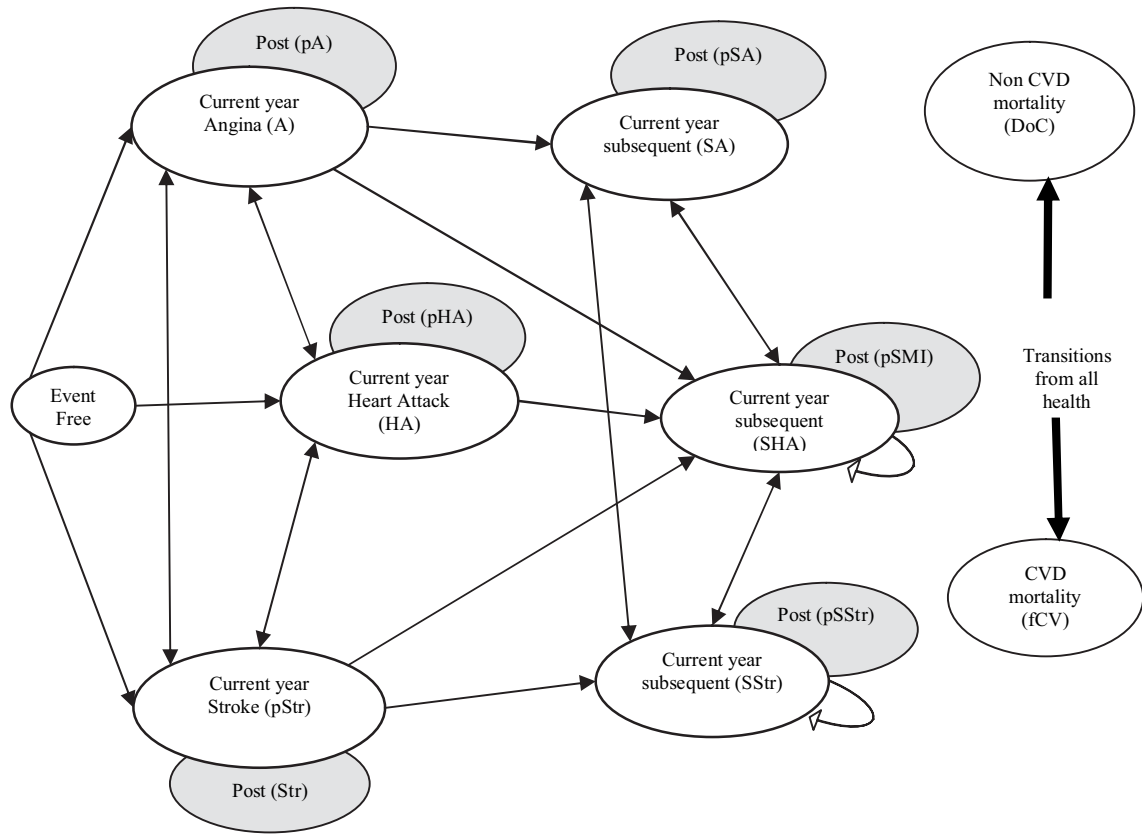 Post (pA)
Current year
Angina (A)
Post (pSA)
Current year
subsequent (SA)
Non CVD
mortality
(DoC)
Post (pHA)
Current year
Heart Attack
(HA)
Event
Free
Post (pSMI)
Current year
subsequent
(SHA)
Transitions
from all
health
CVD
mortality
(fCV)
Post (pSStr)
Current year
subsequent (SStr)
Current year
Stroke (pStr)
Post (Str)